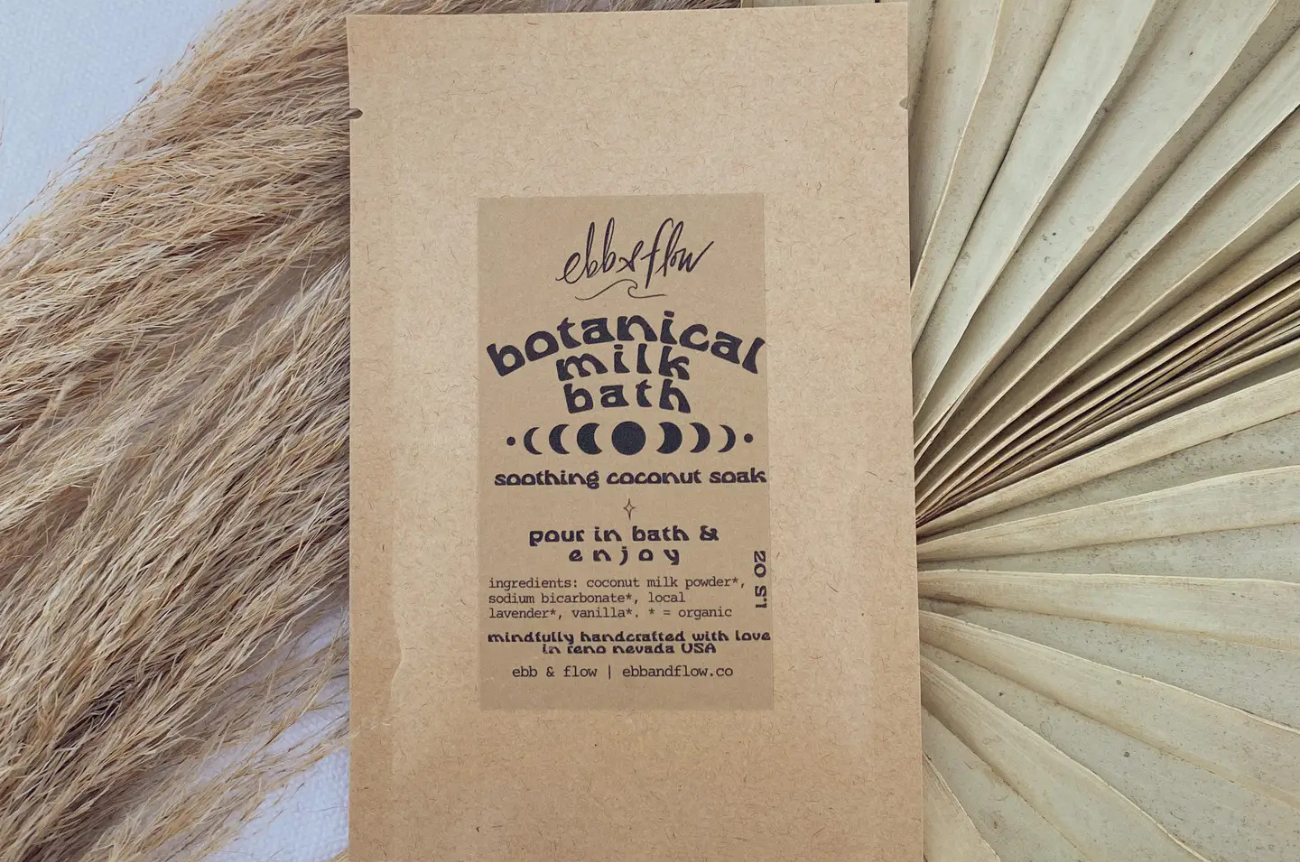 ebb & flow
botanical
milk
bath
soothing coconut soak
pour in bath &
enjoy
1.5 oz
ingredients: coconut milk powder*,
sodium bicarbonate*, local
lavender*, vanilla*. * = organic
mindfully handcrafted with love
in reno nevada USA
ebb & flow | ebbandflow.co